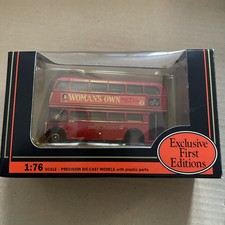 WOMAN'S OWN
Exclusive
First
Editions
1:76 SCALE - PRECISION DIE-CAST MODELS with plastic parts